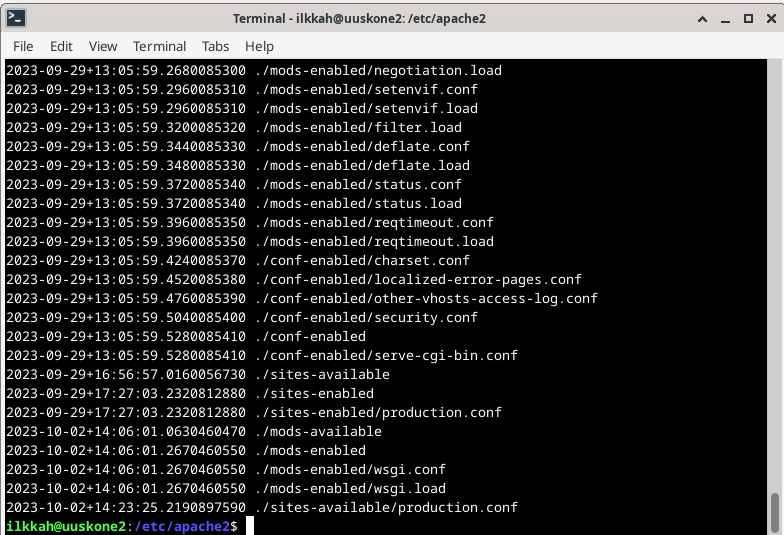 Terminal - ilkkah@uuskone2: /etc/apache2
File Edit View Terminal Tabs Help
2023-09-29+13:05:59.2680085300 ./mods-enabled/negotiation.load
2023-09-29+13:05:59.2960085310 ./mods-enabled/setenvif.conf
2023-09-29+13:05:59.2960085310 ./mods-enabled/setenvif.load
2023-09-29+13:05:59.3200085320 ./mods-enabled/filter.load
2023-09-29+13:05:59.3440085330 ./mods-enabled/deflate.conf
2023-09-29+13:05:59.3480085330 ./mods-enabled/deflate.load
2023-09-29+13:05:59.3720085340 ./mods-enabled/status.conf
2023-09-29+13:05:59.3720085340 ./mods-enabled/status.load
2023-09-29+13:05:59.3960085350 ./mods-enabled/reqtimeout.conf
2023-09-29+13:05:59.3960085350 ./mods-enabled/reqtimeout.load
2023-09-29+13:05:59.4240085370 ./conf-enabled/charset.conf
2023-09-29+13:05:59.4520085380 ./conf-enabled/localized-error-pages.conf
2023-09-29+13:05:59.4760085390 ./conf-enabled/other-vhosts-access-log.conf
2023-09-29+13:05:59.5040085400 ./conf-enabled/security.conf
2023-09-29+13:05:59.5280085410 ./conf-enabled
2023-09-29+13:05:59.5280085410 ./conf-enabled/serve-cgi-bin.conf
2023-09-29+16:56:57.0160056730 ./sites-available
2023-09-29+17:27:03.2320812880 ./sites-enabled
2023-09-29+17:27:03.2320812880 ./sites-enabled/production.conf
2023-10-02+14:06:01.0630460470 ./mods-available
2023-10-02+14:06:01.2670460550 ./mods-enabled
2023-10-02+14:06:01.2670460550 ./mods-enabled/wsgi.conf
2023-10-02+14:06:01.2670460550 ./mods-enabled/wsgi.load
2023-10-02+14:23:25.2190897590 ./sites-available/production.conf
ilkkah@uuskone2:/etc/apache2$